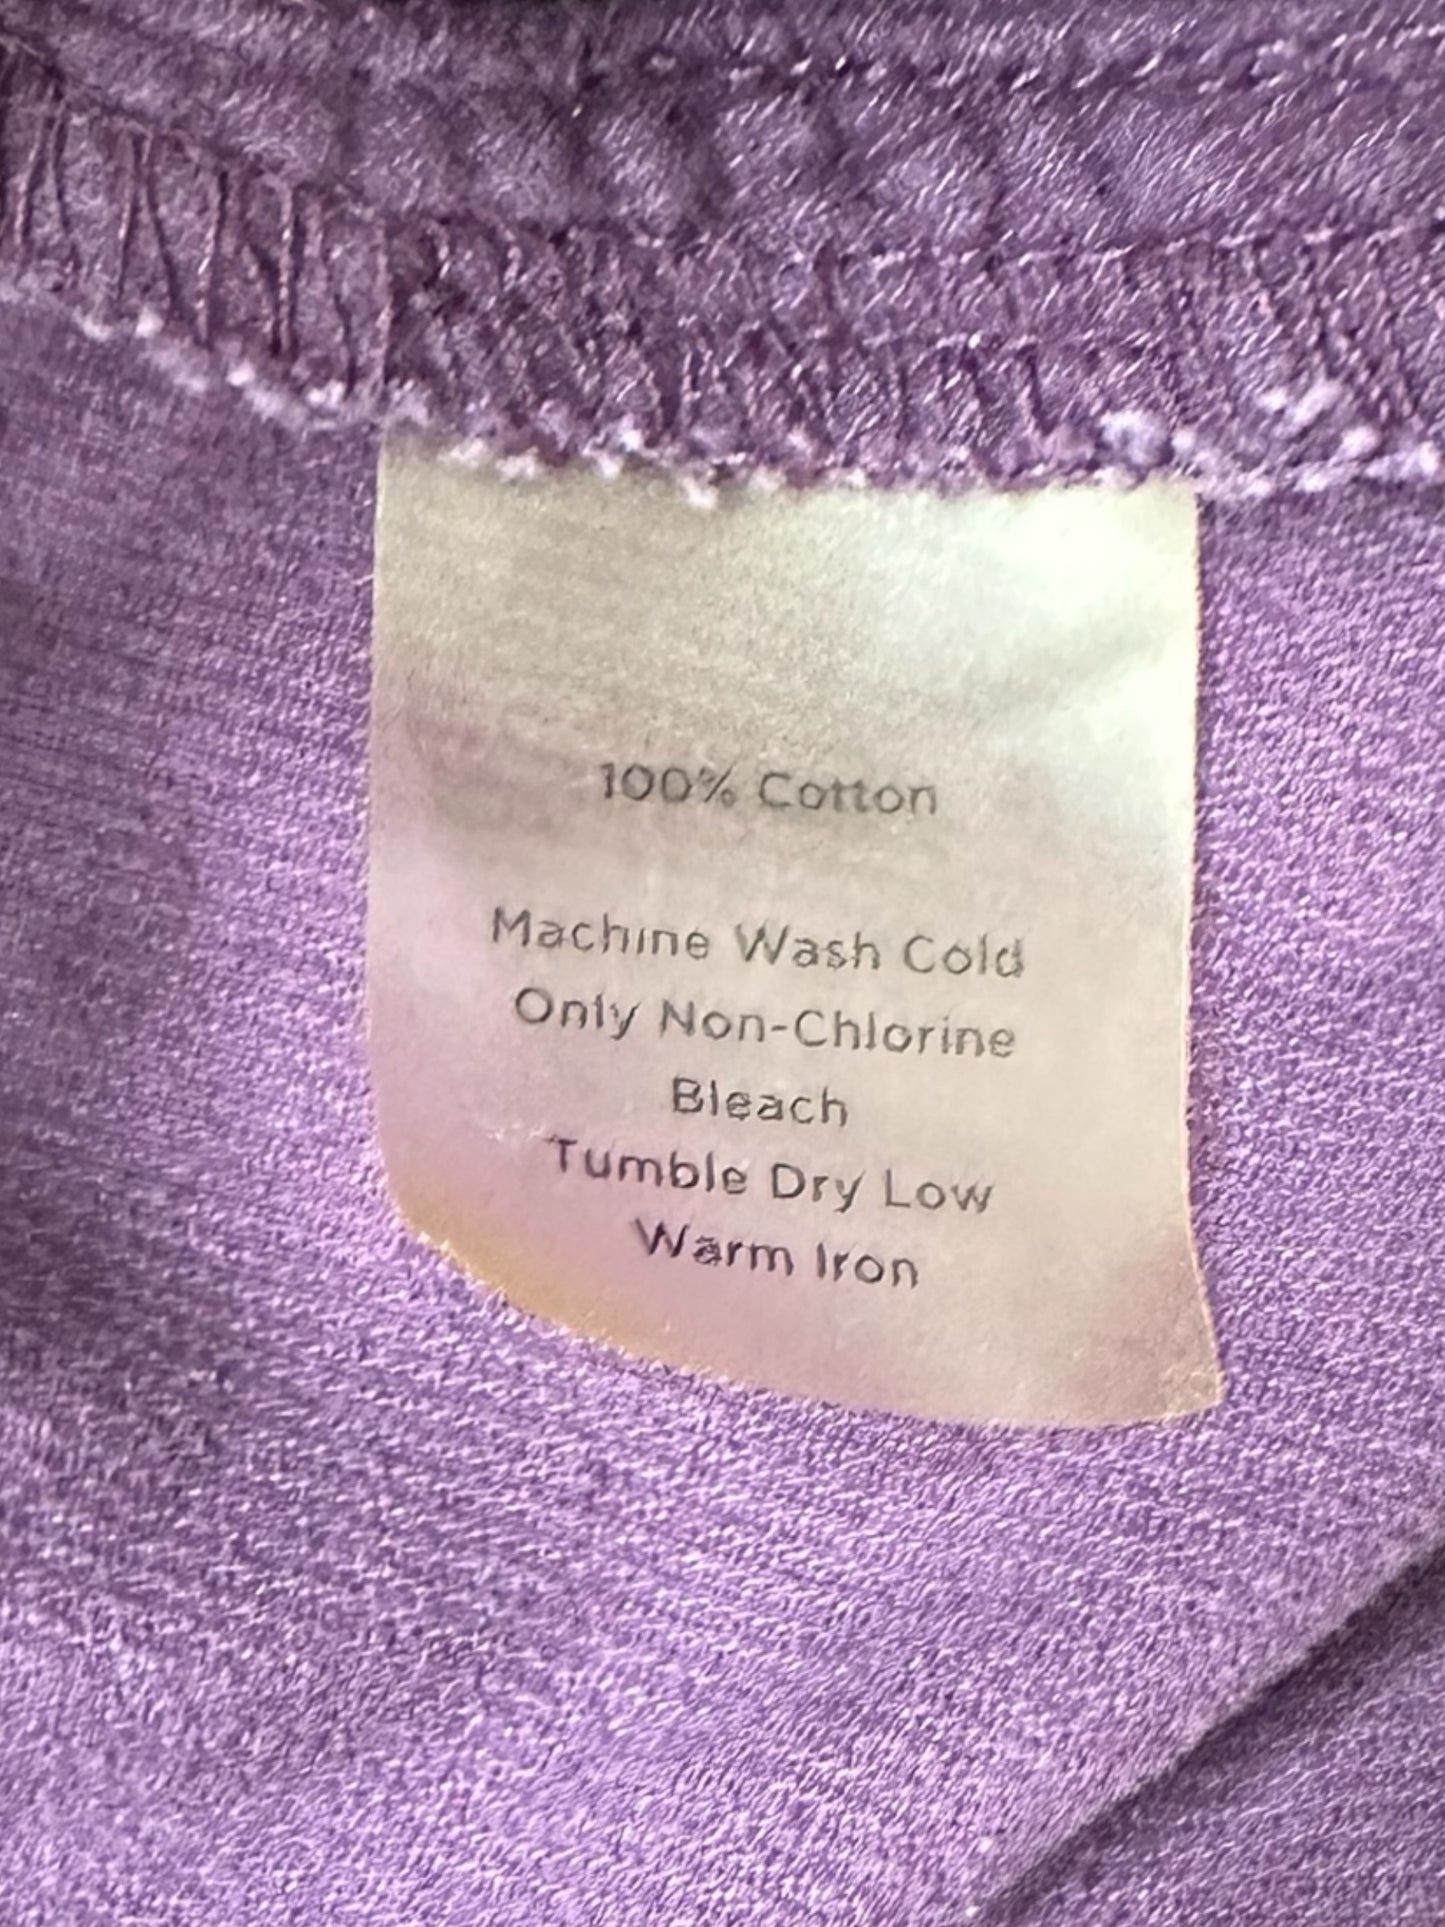 100% Cotton
Machine Wash Cold
Only Non-Chlorine
Bleach
Tumble Dry Low
Warm Iron